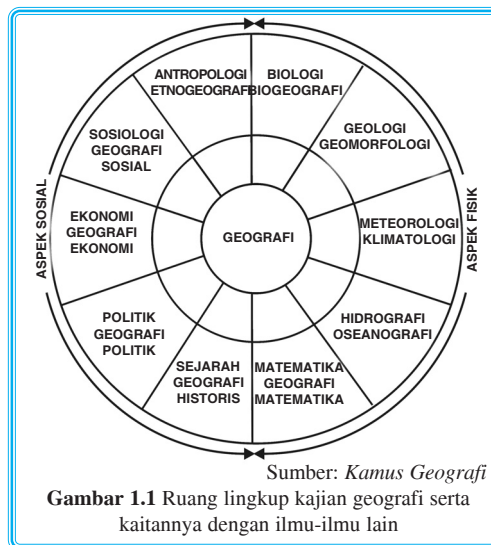 ANTROPOLOGI
ETNOGEOGRAFI
BIOLOGI
BIOGEOGRAFI
SOSIOLOGI
GEOGRAFI
SOSIAL
GEOLOGI
GEOMORFOLOGI
ASPEK SOSIAL
EKONOMI
GEOGRAFI
EKONOMI
GEOGRAFI
METEOROLOGI
KLIMATOLOGI
ASPEK FISIK
POLITIK
GEOGRAFI
POLITIK
HIDROGRAFI
OSEANOGRAFI
SEJARAH
GEOGRAFI
HISTORIS
MATEMATIKA
GEOGRAFI
MATEMATIKA
Sumber: Kamus Geografi
Gambar 1.1 Ruang lingkup kajian geografi serta
kaitannya dengan ilmu-ilmu lain